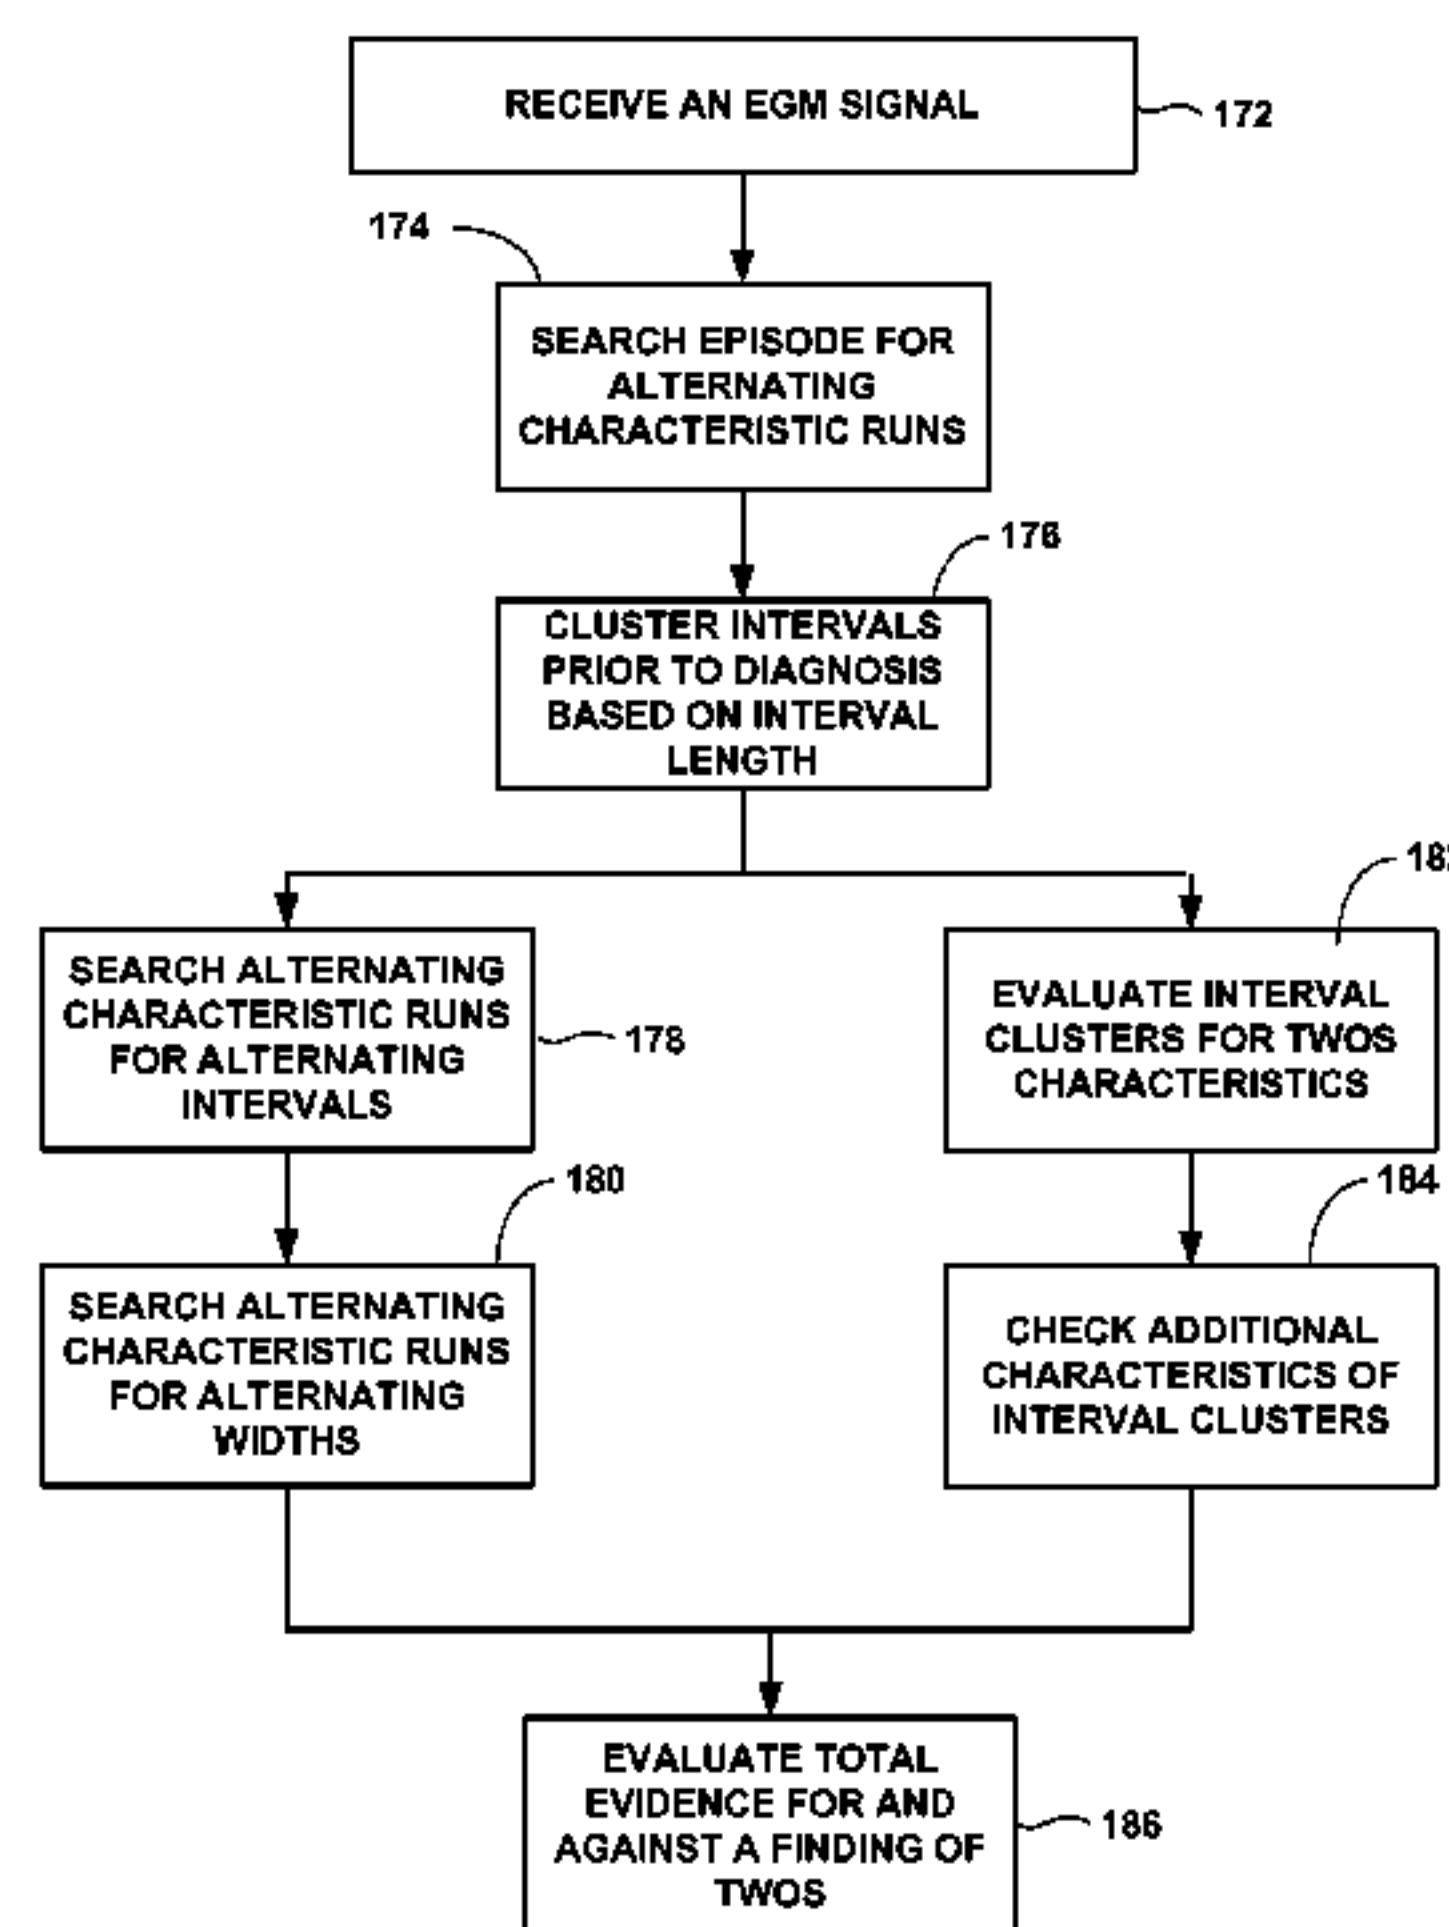 RECEIVE AN EGM SIGNAL
172
174
SEARCH EPISODE FOR
ALTERNATING
CHARACTERISTIC RUNS
176
CLUSTER INTERVALS
PRIOR TO DIAGNOSIS
BASED ON INTERVAL
LENGTH
SEARCH ALTERNATING
CHARACTERISTIC RUNS
FOR ALTERNATING
INTERVALS
178
EVALUATE INTERVAL
CLUSTERS FOR TWOS
CHARACTERISTICS
180
SEARCH ALTERNATING
CHARACTERISTIC RUNS
FOR ALTERNATING
WIDTHS
184
CHECK ADDITIONAL
CHARACTERISTICS OF
INTERVAL CLUSTERS
EVALUATE TOTAL
EVIDENCE FOR AND
AGAINST A FINDING OF
TWOS
186